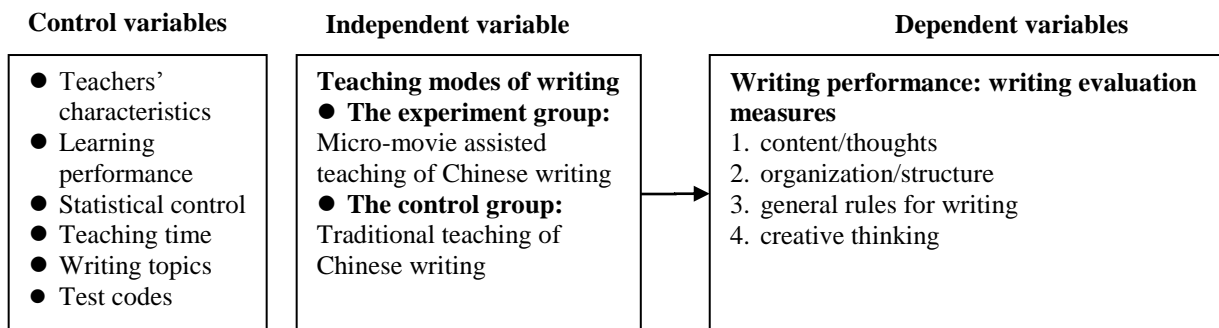 Control variables
● Teachers’
characteristics
● Learning
performance
● Statistical control
● Teaching time
● Writing topics
● Test codes
Independent variable
Teaching modes of writing
● The experiment group:
Micro-movie assisted
teaching of Chinese writing
● The control group:
Traditional teaching of
Chinese writing
Dependent variables
Writing performance: writing evaluation
measures
1. content/thoughts
2. organization/structure
3. general rules for writing
4. creative thinking